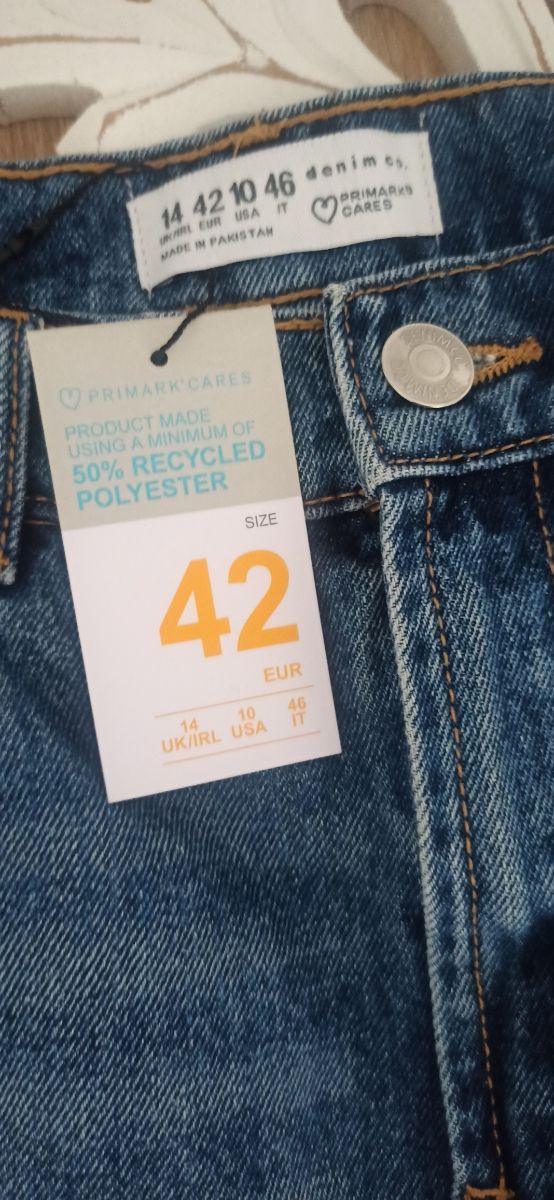 14 42 10 46 denim co.
UK/IRL EUR USA IT
PRIMARK®
CARES
MADE IN PAKISTAN
PRIMARK® CARES
PRODUCT MADE
USING A MINIMUM OF
50% RECYCLED
POLYESTER
SIZE
42
EUR
14 10 46
UK/IRL USA IT